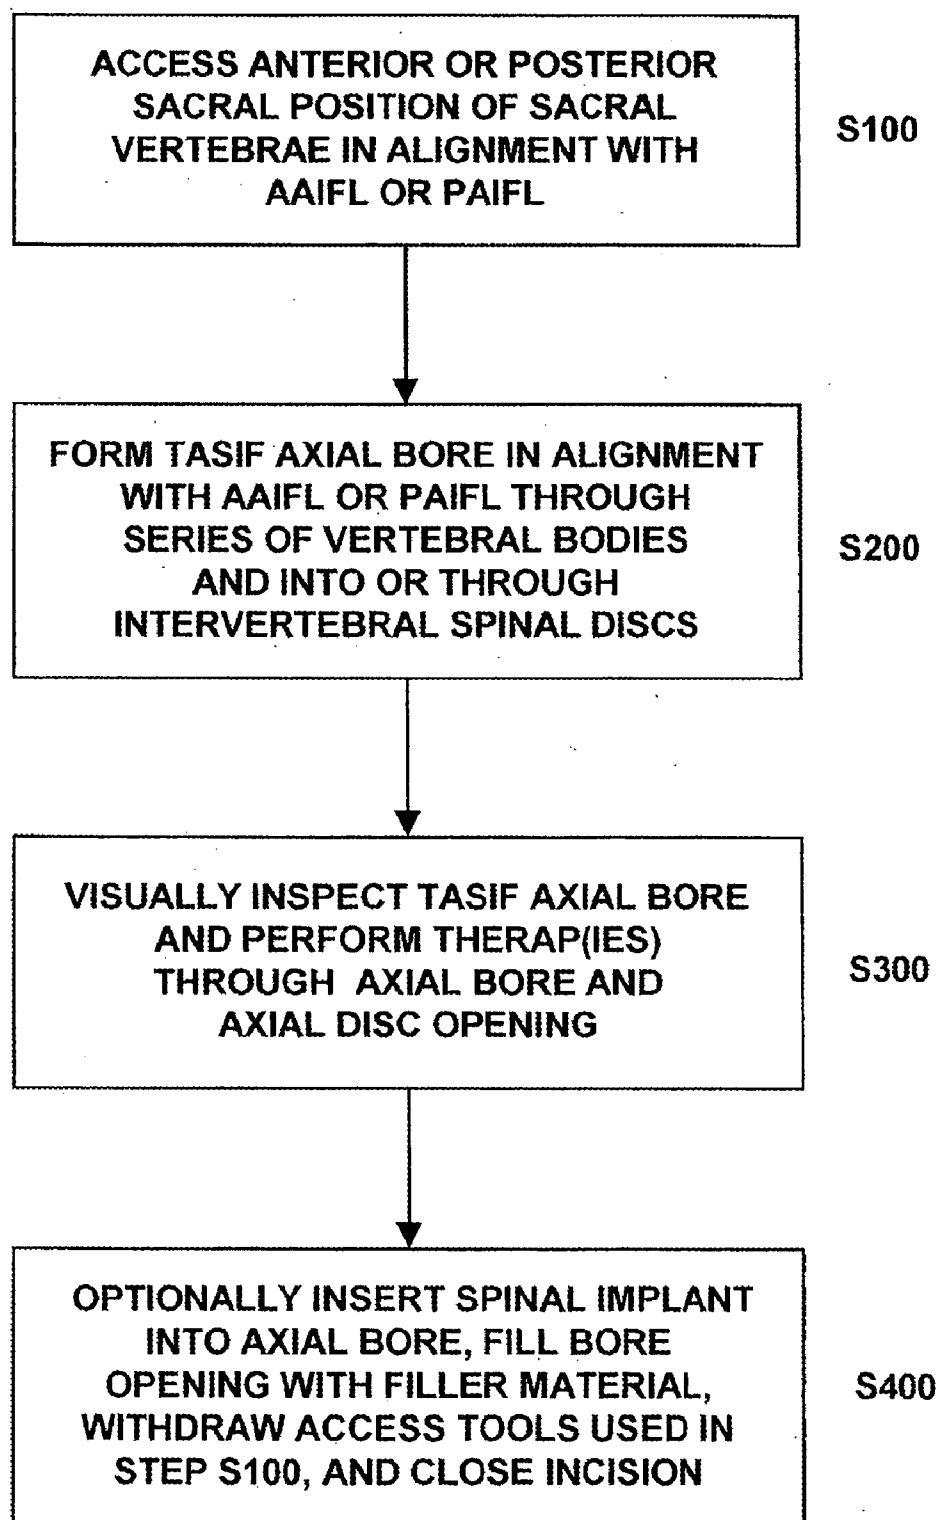 ACCESS ANTERIOR OR POSTERIOR
SACRAL POSITION OF SACRAL
VERTEBRAE IN ALIGNMENT WITH
AAIFL OR PAIFL
S100
FORM TASIF AXIAL BORE IN ALIGNMENT
WITH AAIFL OR PAIFL THROUGH
SERIES OF VERTEBRAL BODIES
AND INTO OR THROUGH
INTERVERTEBRAL SPINAL DISCS
S200
VISUALLY INSPECT TASIF AXIAL BORE
AND PERFORM THERAP(IES)
THROUGH AXIAL BORE AND
AXIAL DISC OPENING
S300
OPTIONALLY INSERT SPINAL IMPLANT
INTO AXIAL BORE, FILL BORE
OPENING WITH FILLER MATERIAL,
WITHDRAW ACCESS TOOLS USED IN
STEP S100, AND CLOSE INCISION
S400